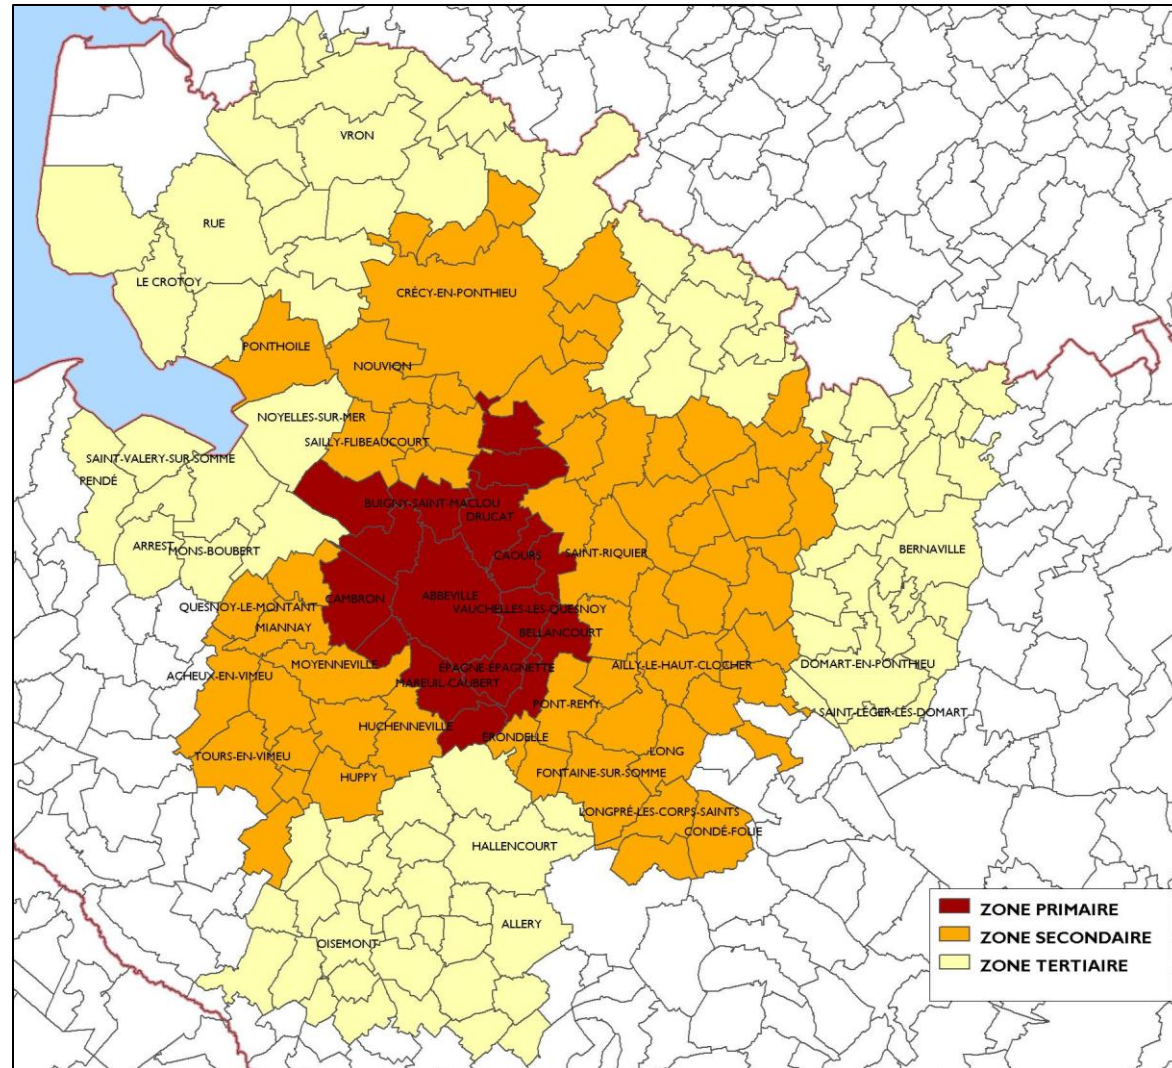 VRON
RUE
LE CROTOY
CRÉCY-EN-PONTHIEU
PONTHOILE
NOUVION
NOYELLES-SUR-MER
SAILLY-FLIBEAUCOURT
SAINT-VALERY-SUR-SOMME
PENDÉ
BUIGNY-SAINT-MACLOU
DRUCAT
ARREST
MONS-BOUBERT
CAOURS
SAINT-RIQUIER
BERNAVILLE
CAMBRON
ABBEVILLE
QUESNOY-LE-MONTANT
VAUCHELLES-LES-QUESNOY
MIANNAY
BELLANCOURT
MOYENNEVILLE
ÉPAGNE-ÉPAGNETTE
AILLY-LE-HAUT-CLOCHER
DOMART-EN-PONTHIEU
ACHEUX-EN-VIMEU
MAREUIL-CAUBERT
PONT-REMY
SAINT-LÉGER-LÈS-DOMART
HUCHENNEVILLE
ÉRONDELLE
LONG
TOURS-EN-VIMEU
HUPPY
FONTAINE-SUR-SOMME
LONGPRÉ-LES-CORPS-SAINTS
CONDÉ-FOLIE
HALLENCOURT
ALLERY
OISEMONT
ZONE PRIMAIRE
ZONE SECONDAIRE
ZONE TERTIAIRE